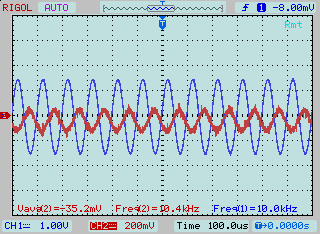 RIGOL AUTO 1 -8.00mV
T
Rmt
1
Vavg(2)=-35.2mV Freq(2)=10.4kHz Freq(1)=10.0kHz
CH1 1.00V CH2 200mV Time 100.0us T→0.0000s